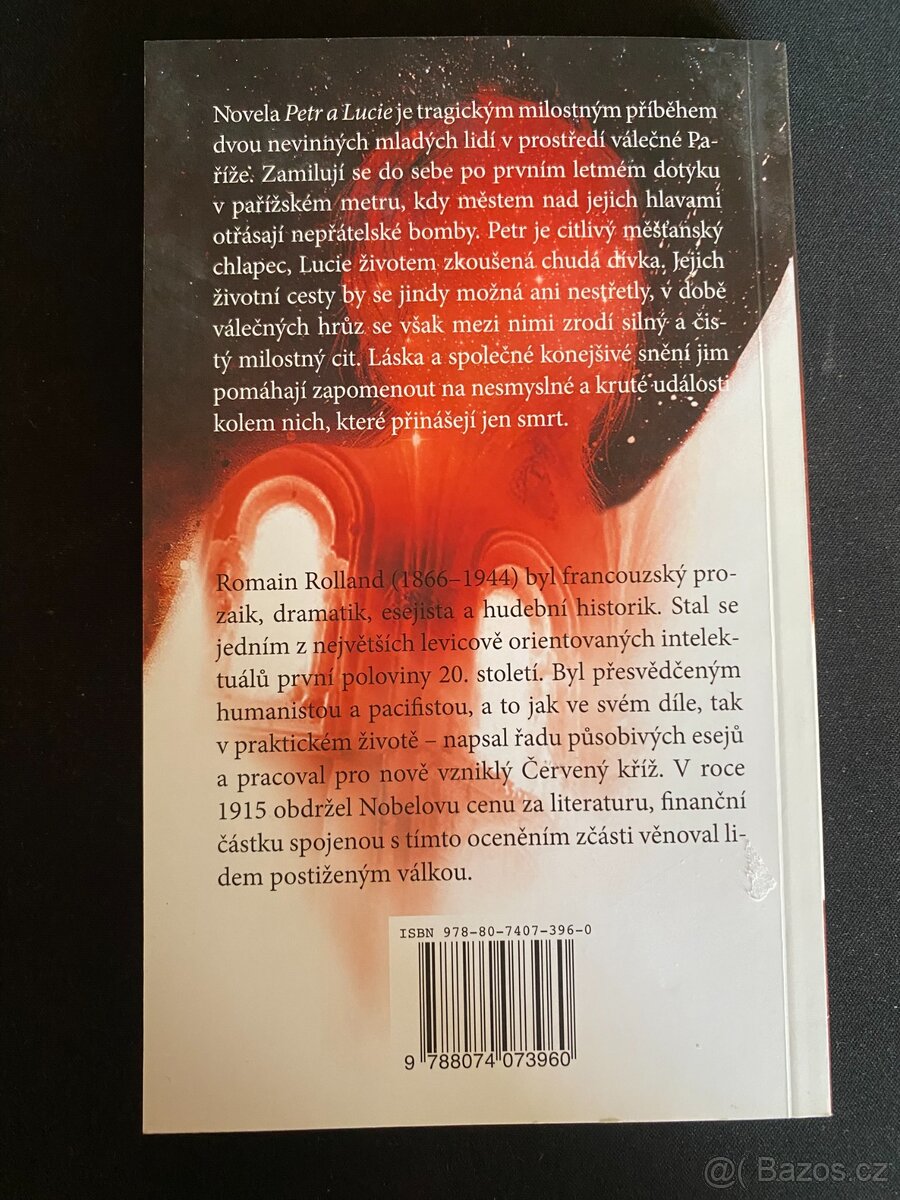 Novela Petr a Lucie je tragickým milostným příběhem
dvou nevinných mladých lidí v prostředí válečné Pa-
říže. Zamilují se do sebe po prvním letmém dotyku
v pařížském metru, kdy městem nad jejich hlavami
otřásají nepřátelské bomby. Petr je citlivý měšťanský
chlapec, Lucie životem zkoušená chudá dívka. Jejich
životní cesty by se jindy možná ani nestřetly, v době
válečných hrůz se však mezi nimi zrodí silný a čis-
tý milostný cit. Láska a společné konejšivé snění jim
pomáhají zapomenout na nesmyslné a kruté události
kolem nich, které přinášejí jen smrt.
Romain Rolland (1866–1944) byl francouzský pro-
zaik, dramatik, esejista a hudební historik. Stal se
jedním z největších levicově orientovaných intelek-
tuálů první poloviny 20. století. Byl přesvědčeným
humanistou a pacifistou, a to jak ve svém díle, tak
v praktickém životě – napsal řadu působivých esejů
a pracoval pro nově vzniklý Červený kříž. V roce
1915 obdržel Nobelovu cenu za literaturu, finanční
částku spojenou s tímto oceněním zčásti věnoval li-
dem postiženým válkou.
ISBN 978-80-7407-396-0
9 788074 073960
@( Bazos.cz